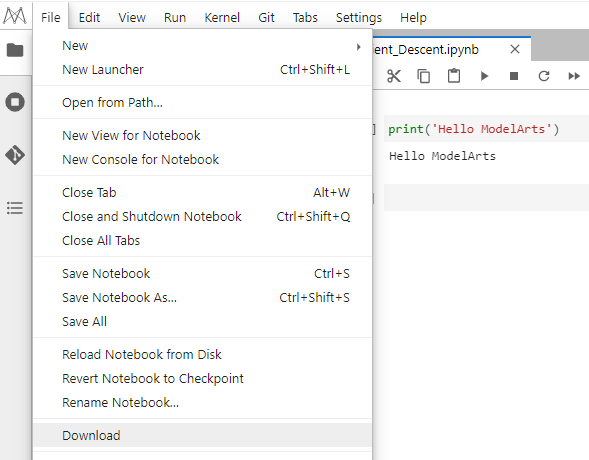 File Edit View Run Kernel Git Tabs Settings Help
New
New Launcher Ctrl+Shift+L
Open from Path...
New View for Notebook
New Console for Notebook
Close Tab Alt+W
Close and Shutdown Notebook Ctrl+Shift+Q
Close All Tabs
Save Notebook Ctrl+S
Save Notebook As... Ctrl+Shift+S
Save All
Reload Notebook from Disk
Revert Notebook to Checkpoint
Rename Notebook...
Download
ent_Descent.ipynb
] print('Hello ModelArts')
Hello ModelArts
]